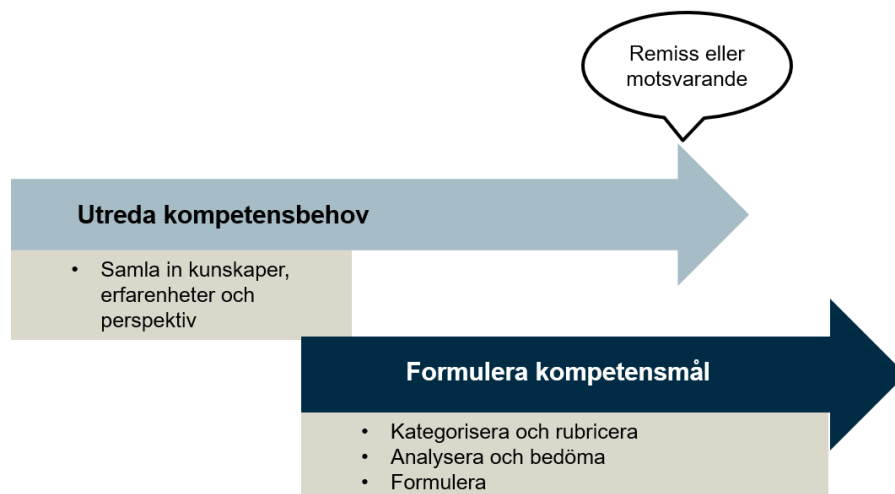 Remiss eller
motsvarande
Utreda kompetensbehov
• Samla in kunskaper,
erfarenheter och
perspektiv
Formulera kompetensmål
• Kategorisera och rubricera
• Analysera och bedöma
• Formulera